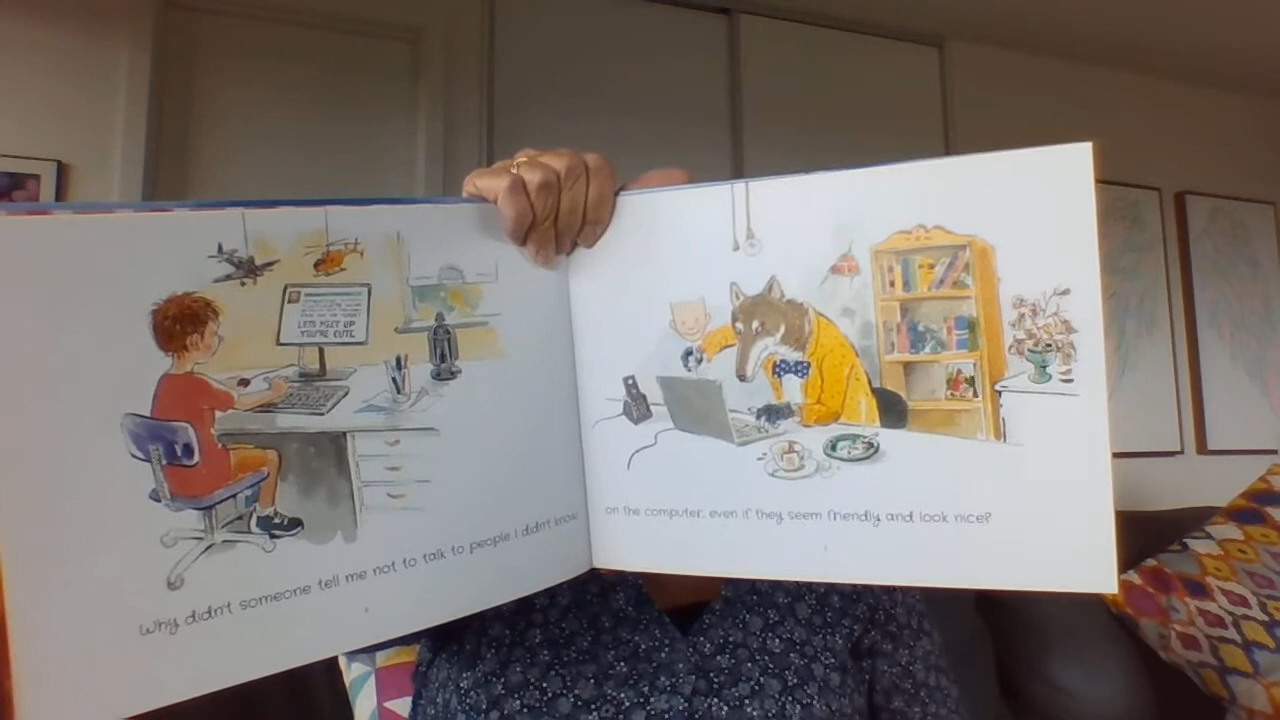 LETS MEET UP
YOU'RE CUTE.
Why didn't someone tell me not to talk to people I didn't know
on the computer, even if they seem friendly and look nice?